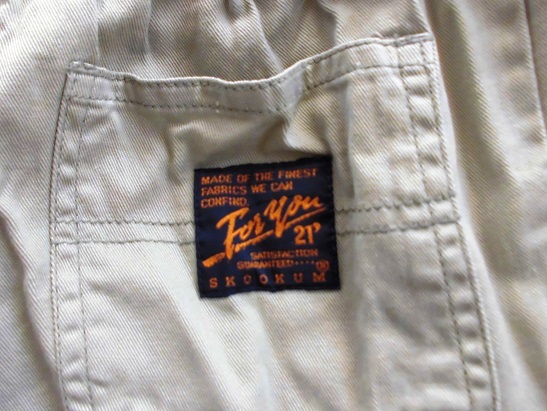 MADE OF THE FINEST
FABRICS WE CAN
CONFIND.
For You
21'
SATISFACTION
GUARANTEED····®
SKOOKUM